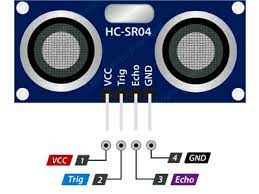 HC-SR04
VCC Trig Echo GND
VCC 1 4 GND
Trig 2 3 Echo